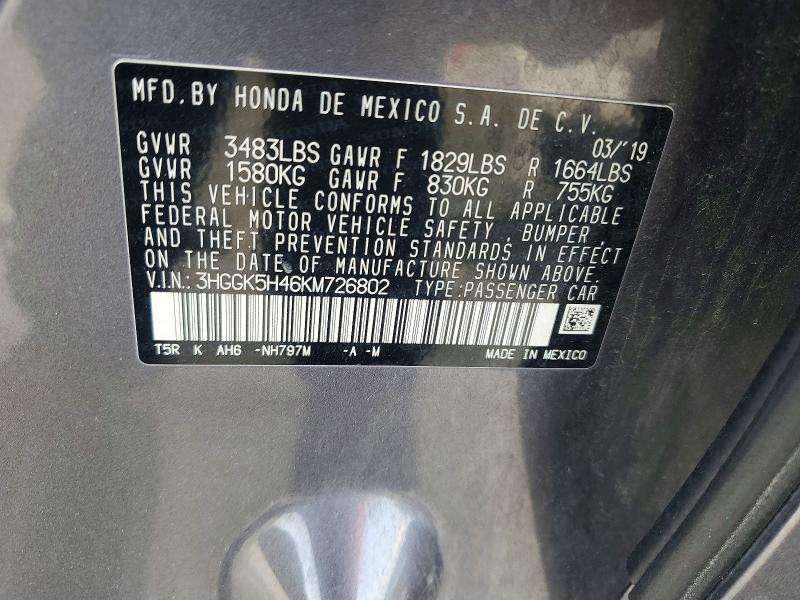 MFD. BY HONDA DE MEXICO S.A. DE C.V.
03/'19
GVWR 3483LBS GAWR F 1829LBS R 1664LBS
GVWR 1580KG GAWR F 830KG R 755KG
THIS VEHICLE CONFORMS TO ALL APPLICABLE
FEDERAL MOTOR VEHICLE SAFETY, BUMPER,
AND THEFT PREVENTION STANDARDS IN EFFECT
ON THE DATE OF MANUFACTURE SHOWN ABOVE.
V.I.N.: 3HGGK5H46KM726802 TYPE:PASSENGER CAR
T5R K AH6 -NH797M -A -M MADE IN MEXICO